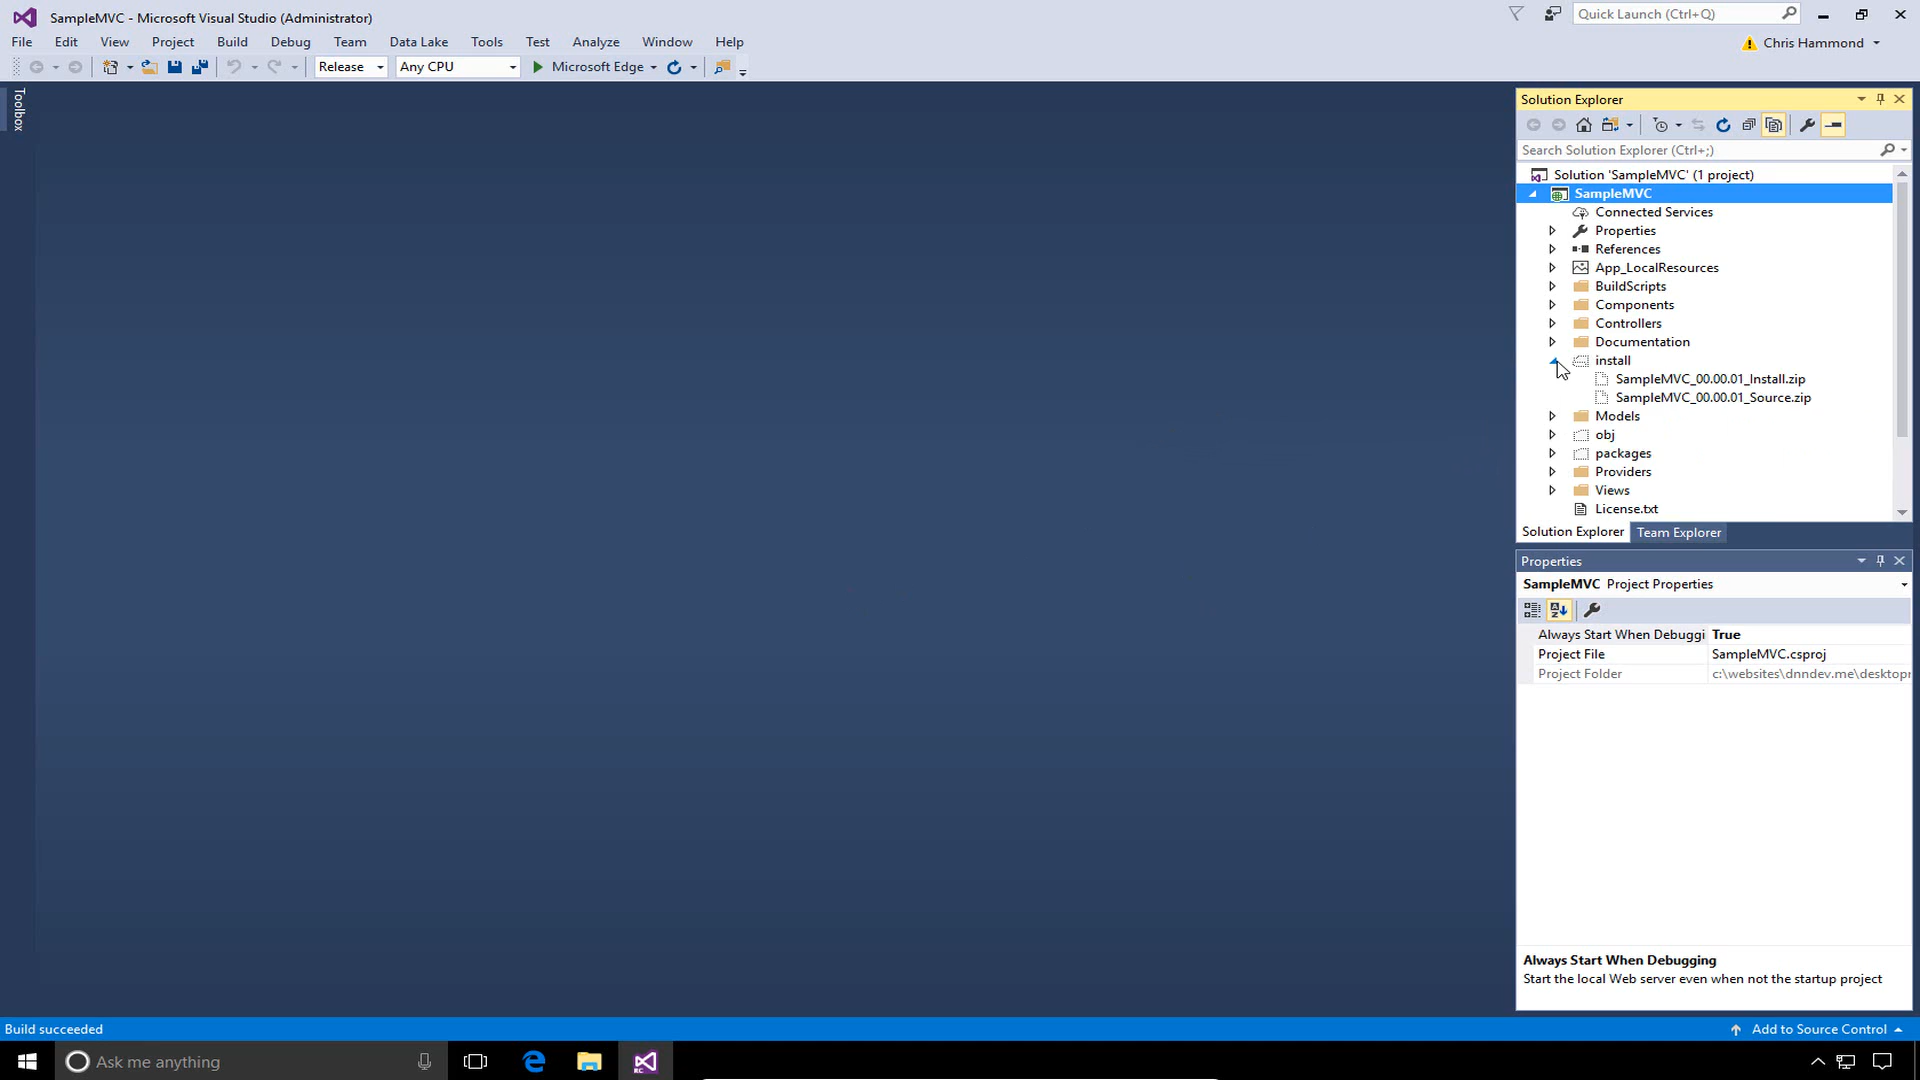 SampleMVC - Microsoft Visual Studio (Administrator)
Quick Launch (Ctrl+Q)
File Edit View Project Build Debug Team Data Lake Tools Test Analyze Window Help
Chris Hammond
Release Any CPU Microsoft Edge
Toolbox
Solution Explorer
Search Solution Explorer (Ctrl+;)
Solution 'SampleMVC' (1 project)
SampleMVC
Connected Services
Properties
References
App_LocalResources
BuildScripts
Components
Controllers
Documentation
install
SampleMVC_00.00.01_Install.zip
SampleMVC_00.00.01_Source.zip
Models
obj
packages
Providers
Views
License.txt
Solution Explorer Team Explorer
Properties
SampleMVC Project Properties
Always Start When Debuggi True
Project File SampleMVC.csproj
Project Folder c:\websites\dnndev.me\desktopr
Always Start When Debugging
Start the local Web server even when not the startup project
Build succeeded
Add to Source Control
Ask me anything
RC